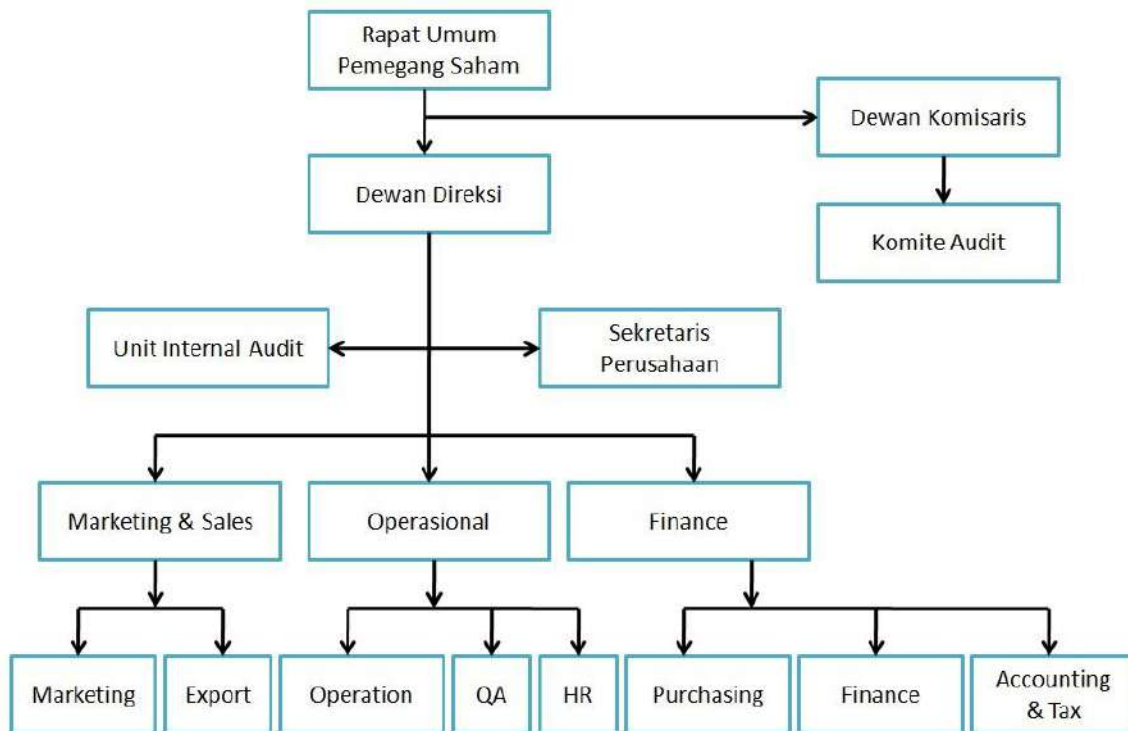 Rapat Umum
Pemegang Saham
Dewan Komisaris
Dewan Direksi
Komite Audit
Unit Internal Audit
Sekretaris
Perusahaan
Marketing & Sales
Operasional
Finance
Marketing
Export
Operation
QA
HR
Purchasing
Finance
Accounting
& Tax